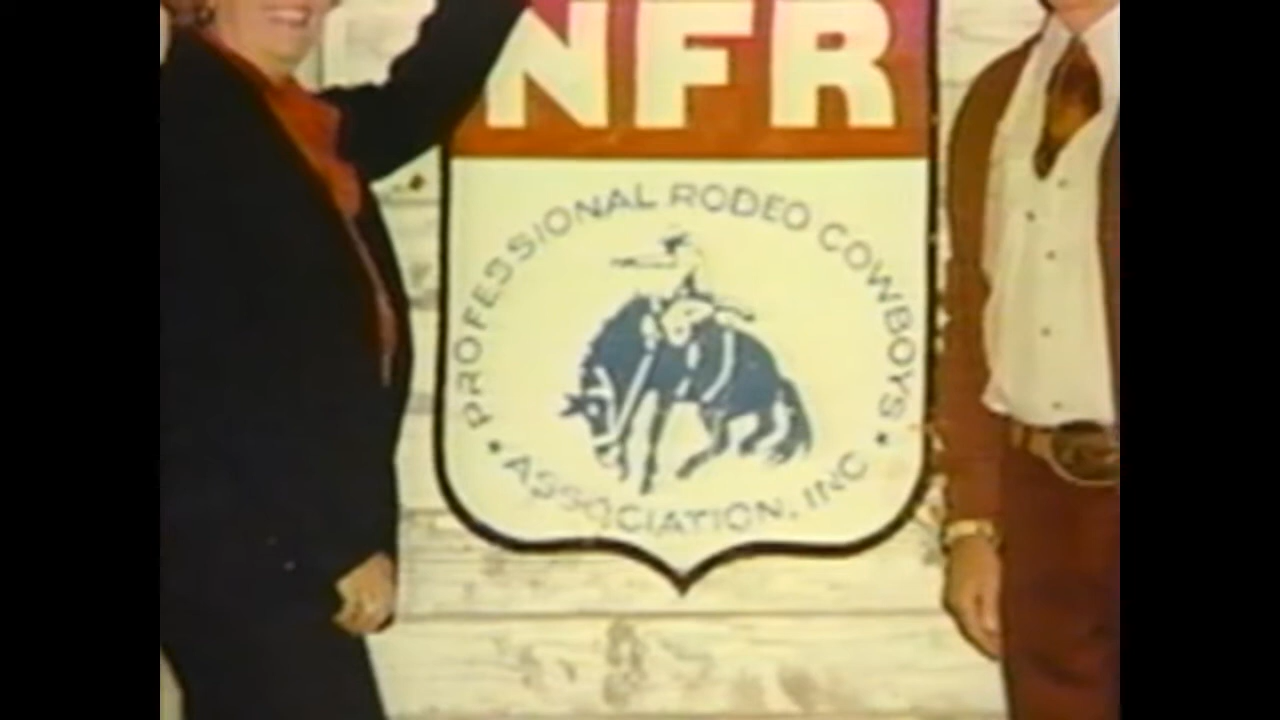 NFR
PROFESSIONAL RODEO COWBOYS
• ASSOCIATION, INC •